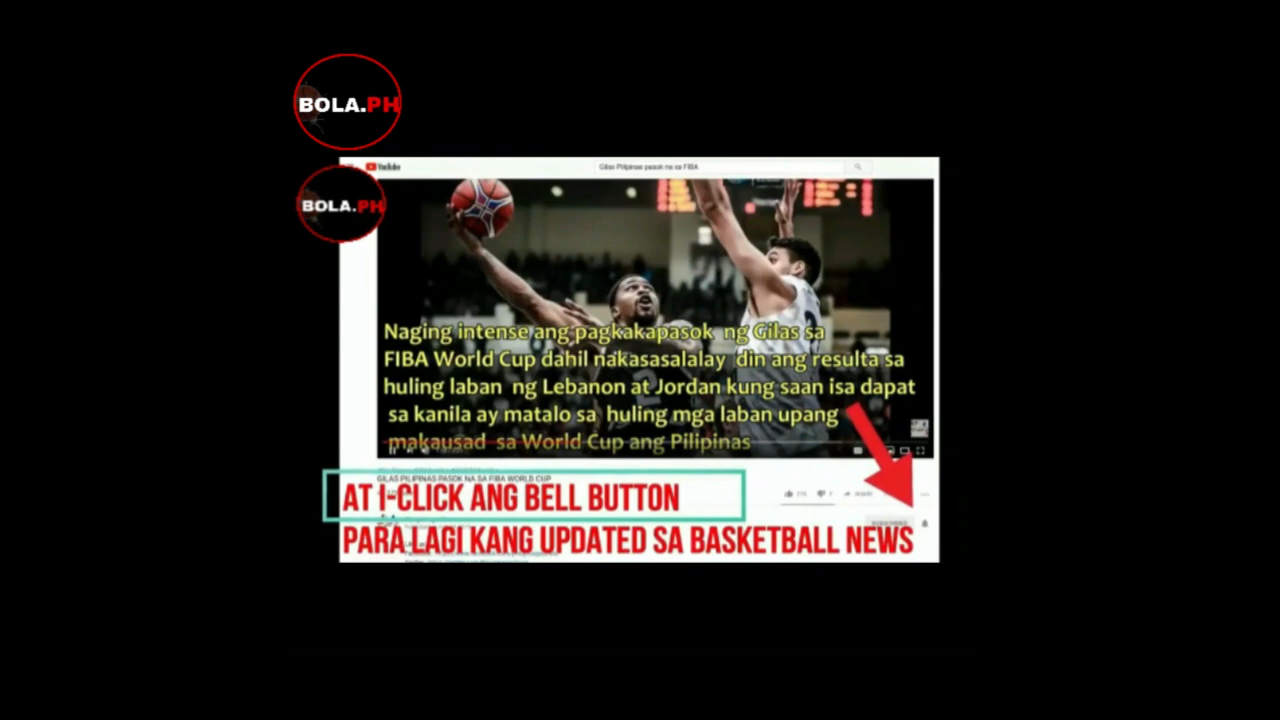 BOLA.PH
YouTube
Gilas Pilipinas pasok na sa FIBA
BOLA.PH
Naging intense ang pagkakapasok ng Gilas sa
FIBA World Cup dahil nakasasalalay din ang resulta sa
huling laban ng Lebanon at Jordan kung saan isa dapat
sa kanila ay matalo sa huling mga laban upang
makausad sa World Cup ang Pilipinas
GILAS PILIPINAS PASOK NA SA FIBA WORLD CUP
AT I-CLICK ANG BELL BUTTON
SHARE
SUBSCRIBED
PARA LAGI KANG UPDATED SA BASKETBALL NEWS